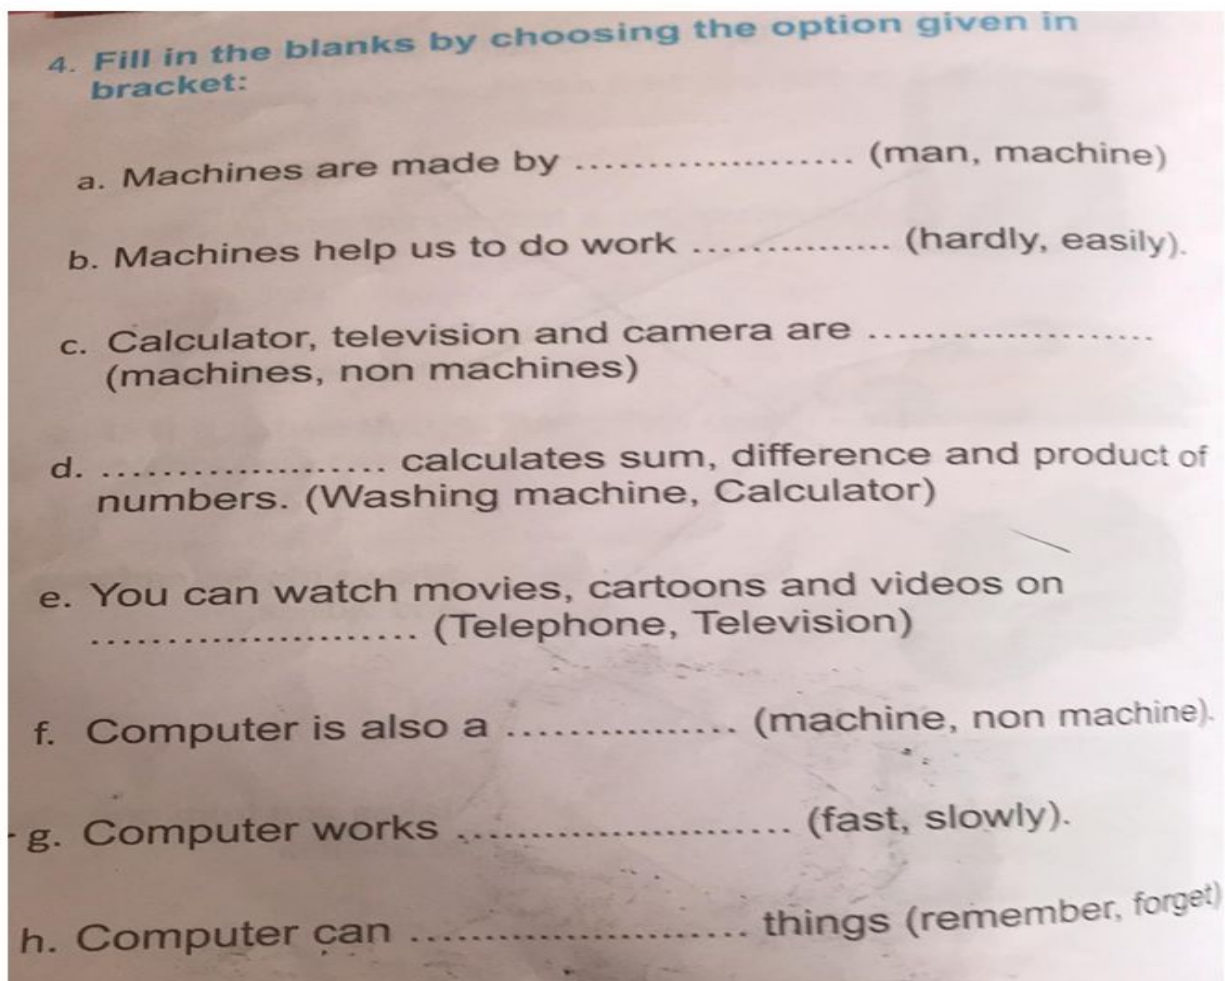 4. Fill in the blanks by choosing the option given in
bracket:
a. Machines are made by .................... (man, machine)
b. Machines help us to do work ............... (hardly, easily).
c. Calculator, television and camera are .....................
(machines, non machines)
d. .................... calculates sum, difference and product of
numbers. (Washing machine, Calculator)
e. You can watch movies, cartoons and videos on
........................ (Telephone, Television)
f. Computer is also a ................. (machine, non machine).
g. Computer works ........................ (fast, slowly).
h. Computer can ........................ things (remember, forget)